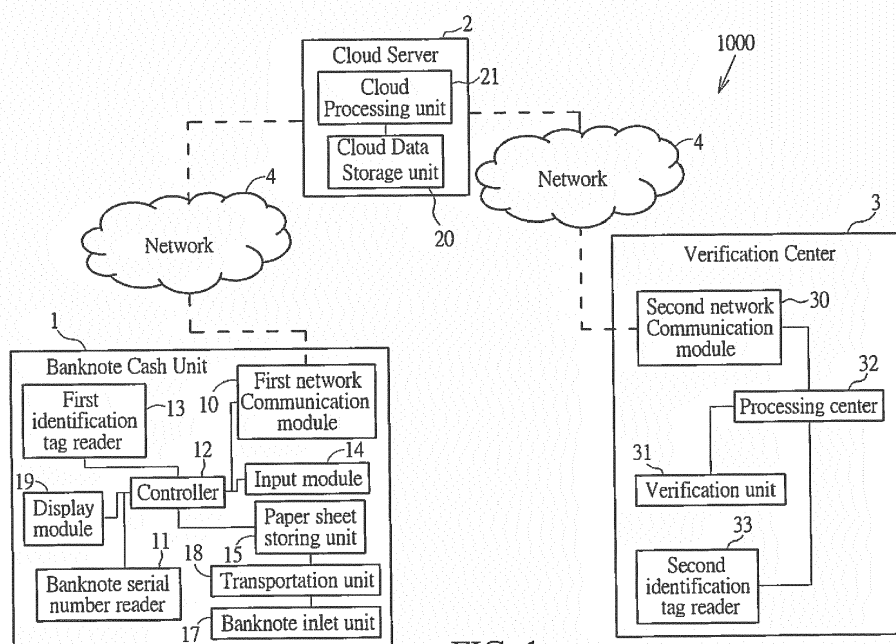 2
Cloud Server
1000
21
Cloud
Processing unit
Cloud Data
Storage unit
20
4
Network
4
Network
3
Verification Center
Second network
Communication
module
30
32
Processing center
31
Verification unit
33
Second
identification
tag reader
1
Banknote Cash Unit
First
identification
tag reader
13
10
First network
Communication
module
12
Controller
14
Input module
19
Display
module
Paper sheet
storing unit
15
11
Banknote serial
number reader
18
Transportation unit
17
Banknote inlet unit